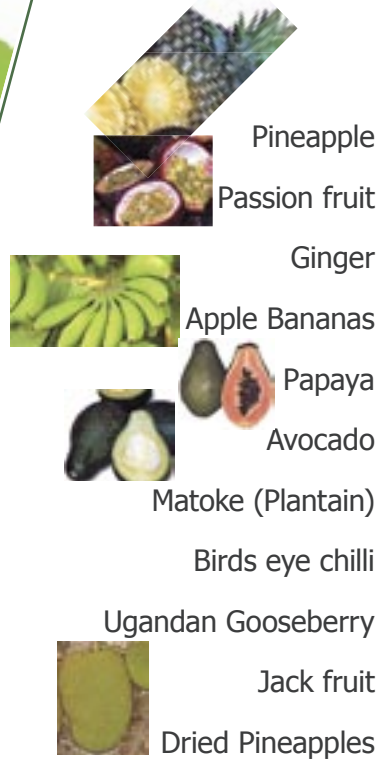 Pineapple
Passion fruit
Ginger
Apple Bananas
Papaya
Avocado
Matoke (Plantain)
Birds eye chilli
Ugandan Gooseberry
Jack fruit
Dried Pineapples